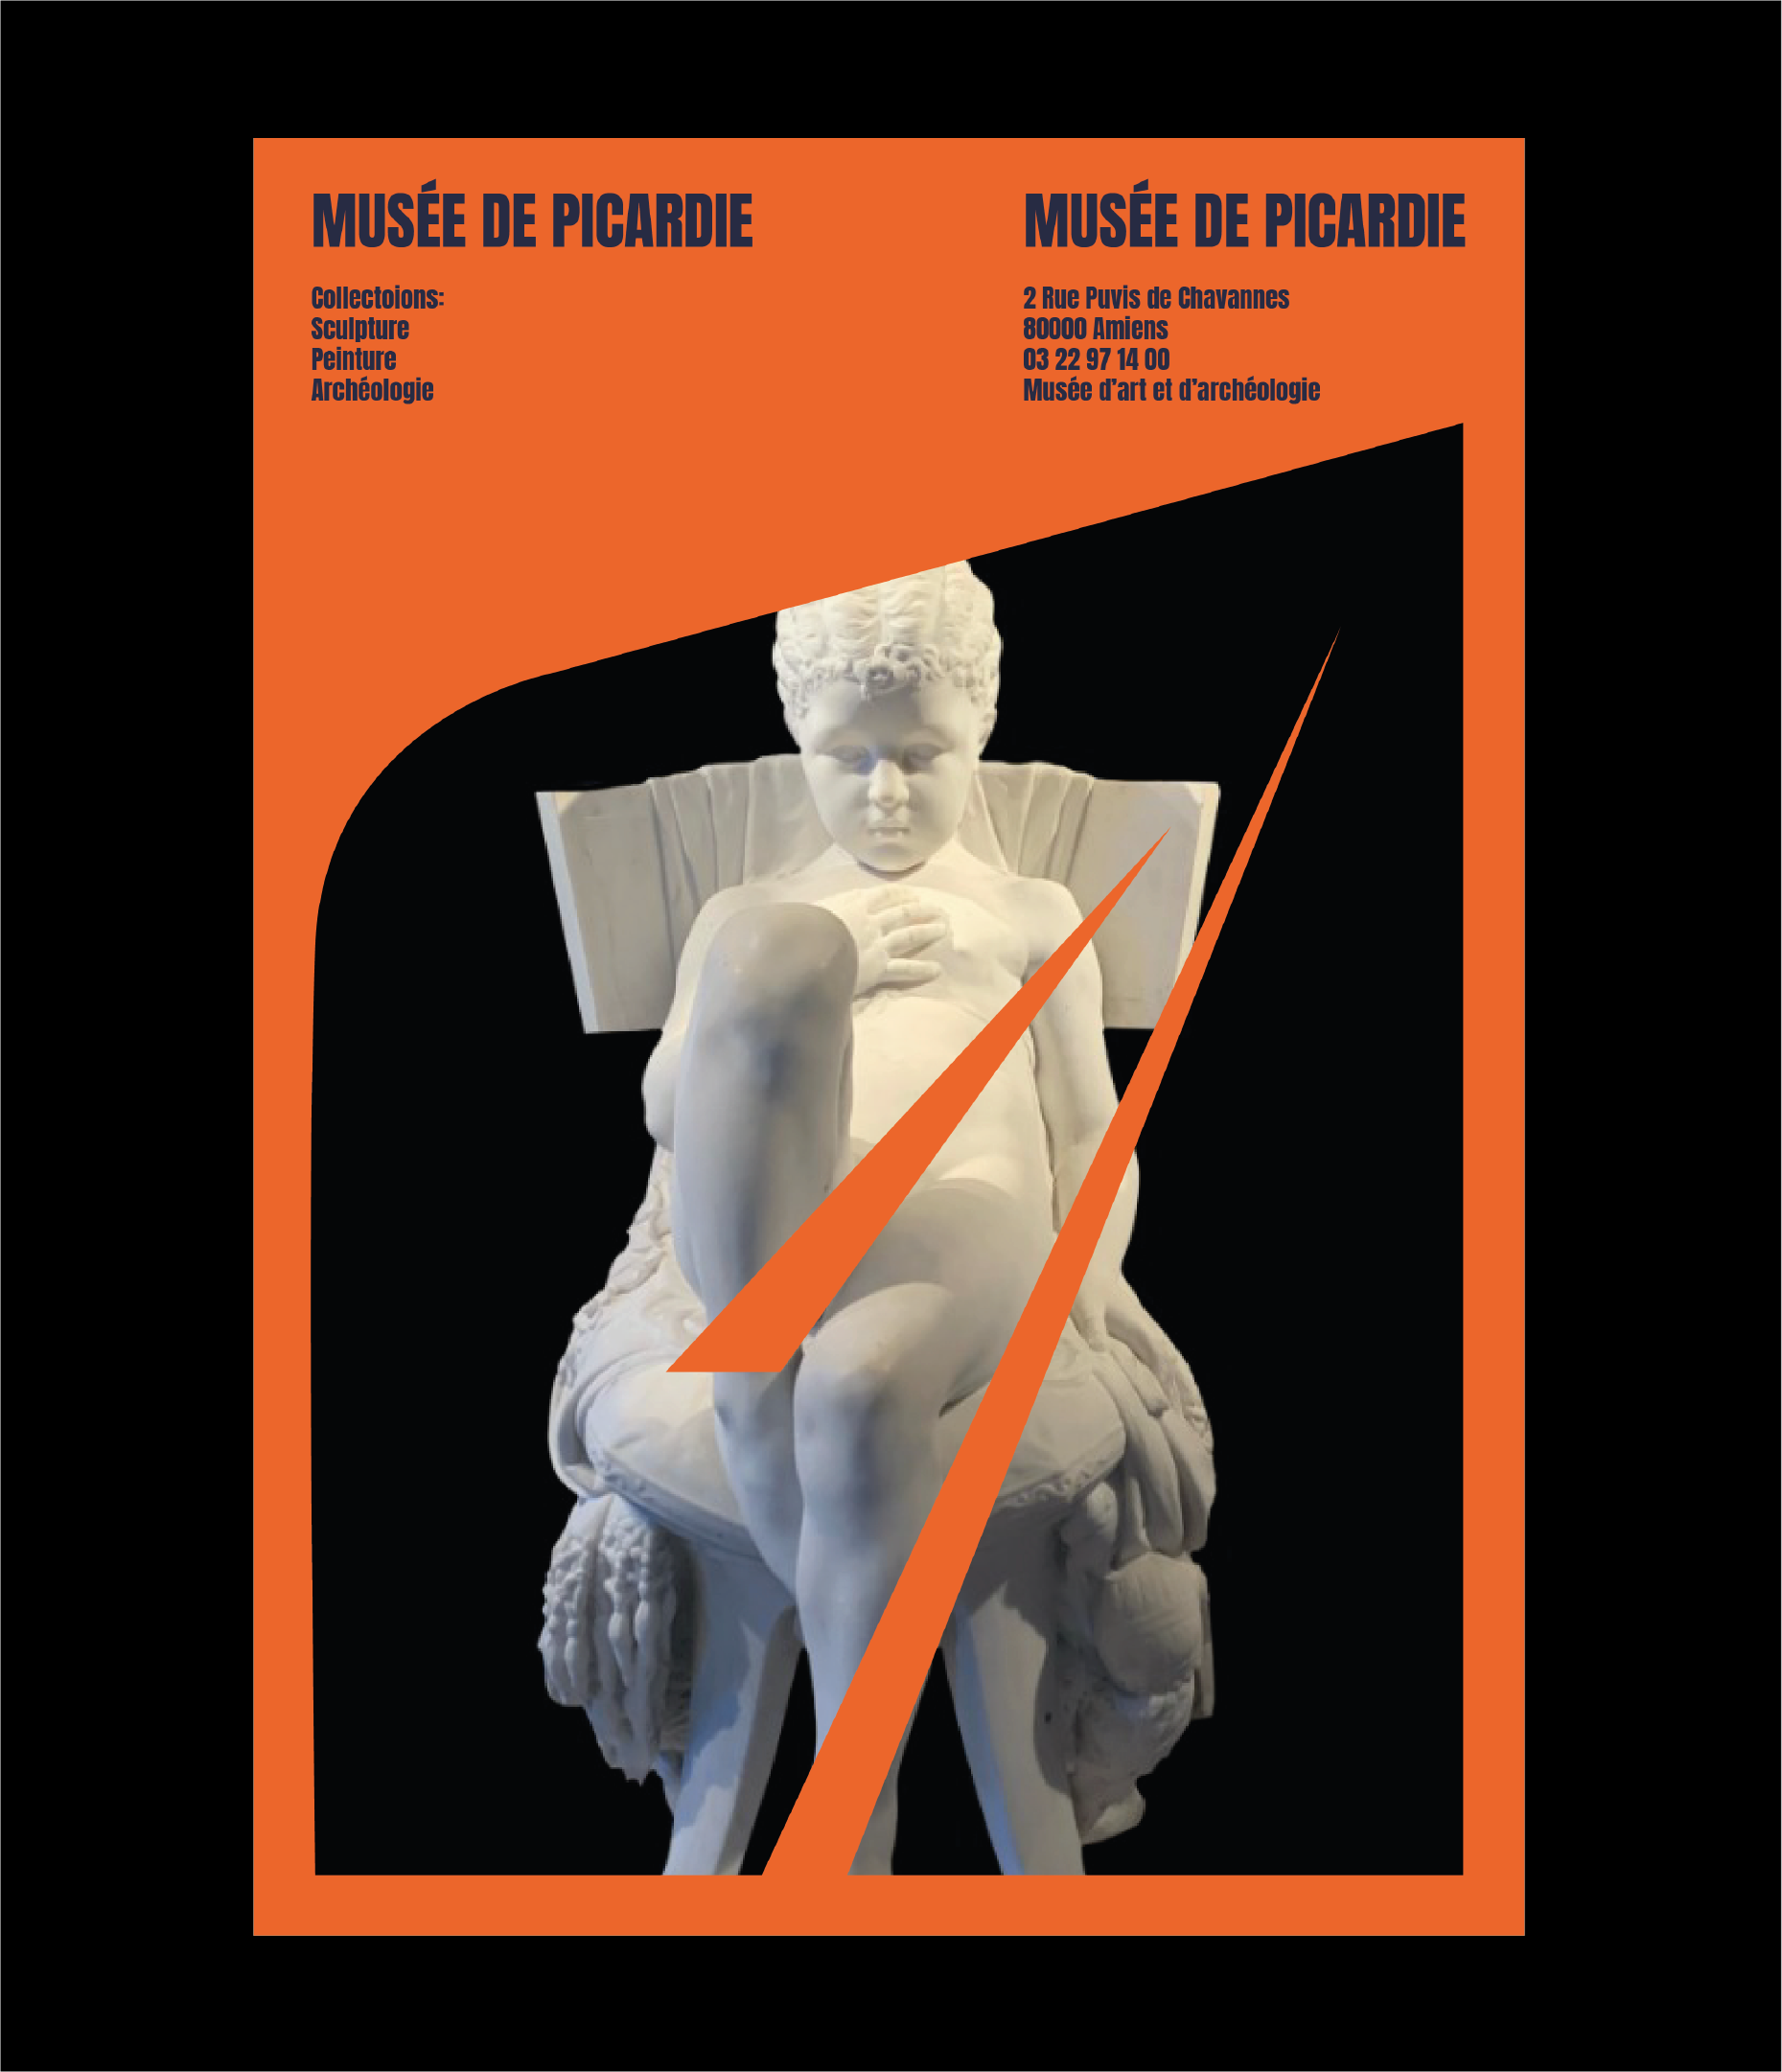 MUSÉE DE PICARDIE
Collectoions:
Sculpture
Peinture
Archéologie
MUSÉE DE PICARDIE
2 Rue Puvis de Chavannes
80000 Amiens
03 22 97 14 00
Musée d’art et d’archéologie